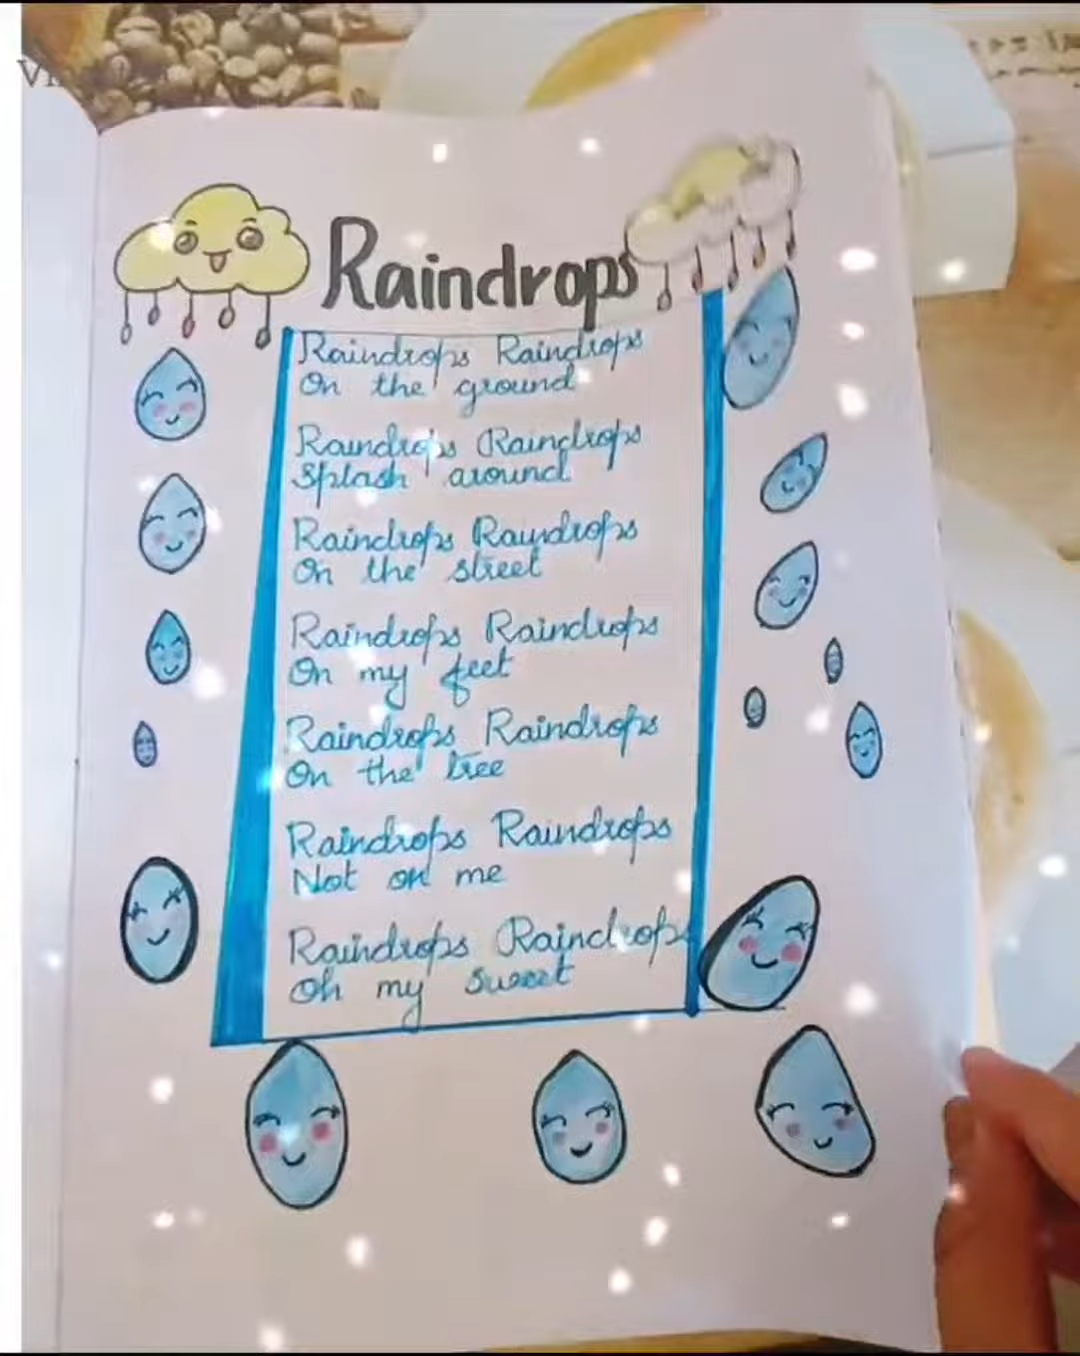 Raindrops
Raindrops Raindrops
On the ground
Raindrops Raindrops
Splash around
Raindrops Raindrops
On the street
Raindrops Raindrops
On my feet
Raindrops Raindrops
On the tree
Raindrops Raindrops
Not on me
Raindrops Raindrops
Oh my sweet